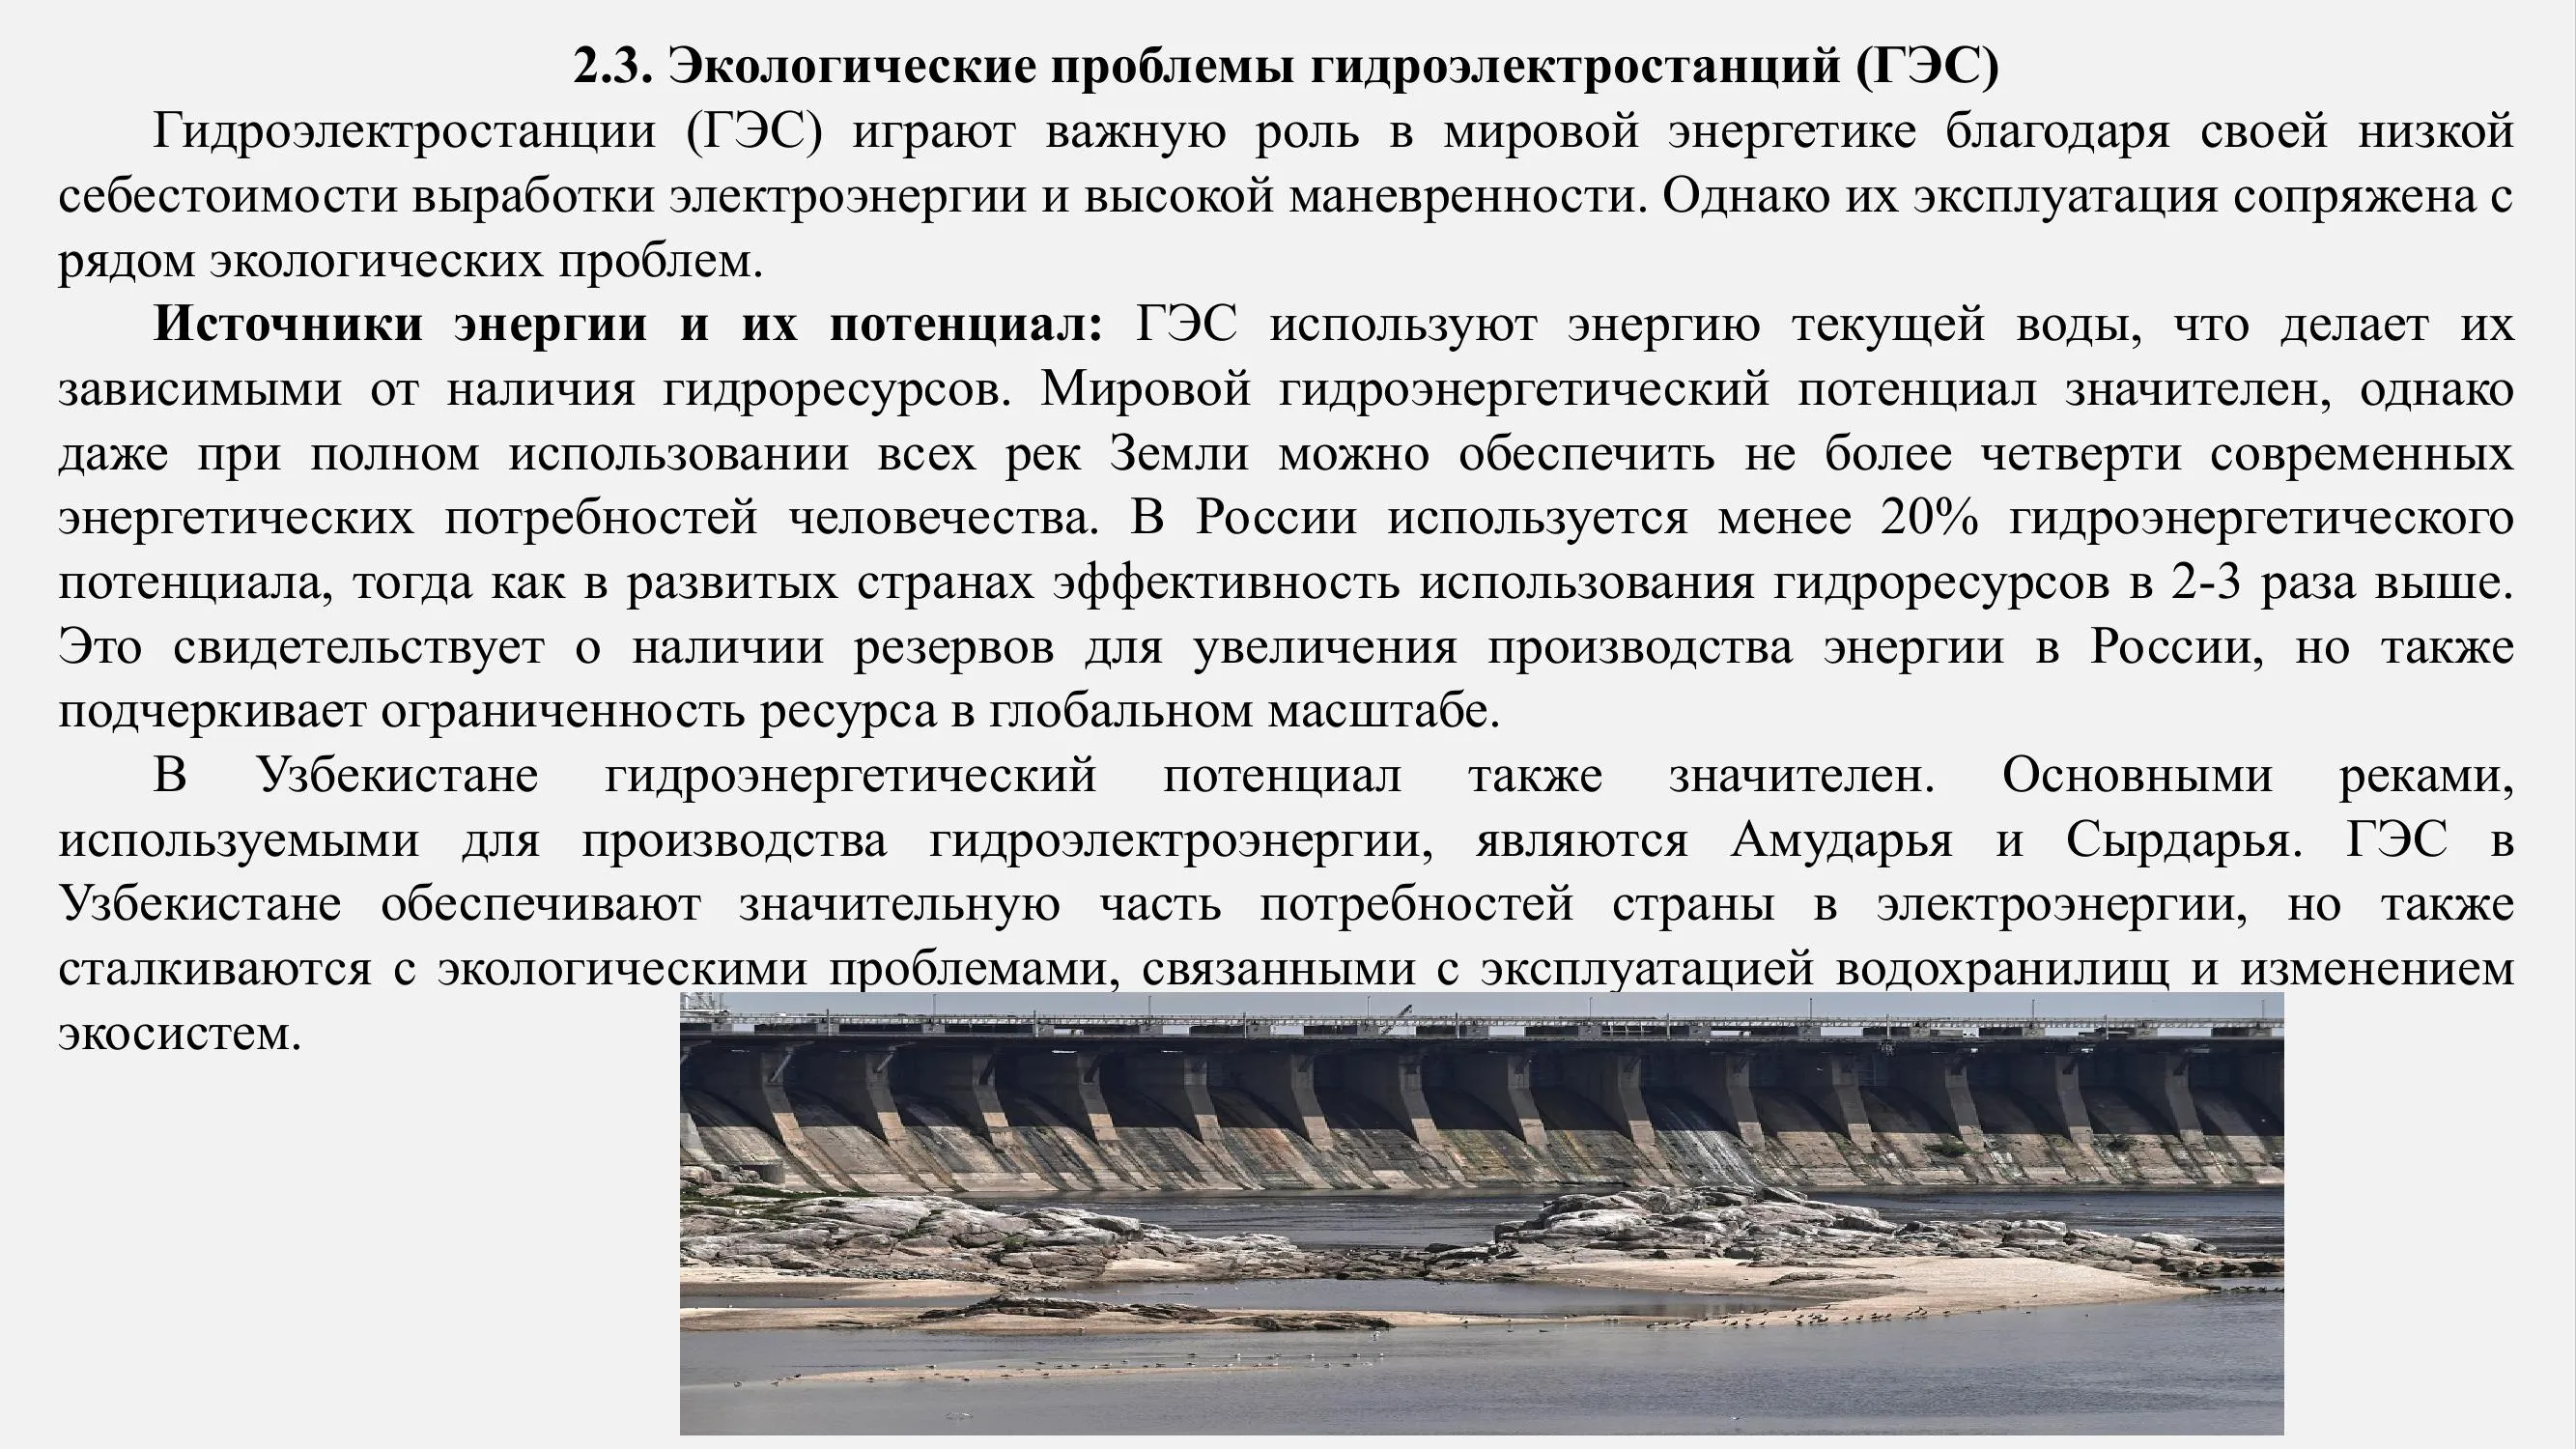 2.3. Экологические проблемы гидроэлектростанций (ГЭС)
Гидроэлектростанции (ГЭС) играют важную роль в мировой энергетике благодаря своей низкой
себестоимости выработки электроэнергии и высокой маневренности. Однако их эксплуатация сопряжена с
рядом экологических проблем.
Источники энергии и их потенциал: ГЭС используют энергию текущей воды, что делает их
зависимыми от наличия гидроресурсов. Мировой гидроэнергетический потенциал значителен, однако
даже при полном использовании всех рек Земли можно обеспечить не более четверти современных
энергетических потребностей человечества. В России используется менее 20% гидроэнергетического
потенциала, тогда как в развитых странах эффективность использования гидроресурсов в 2-3 раза выше.
Это свидетельствует о наличии резервов для увеличения производства энергии в России, но также
подчеркивает ограниченность ресурса в глобальном масштабе.
В Узбекистане гидроэнергетический потенциал также значителен. Основными реками,
используемыми для производства гидроэлектроэнергии, являются Амударья и Сырдарья. ГЭС в
Узбекистане обеспечивают значительную часть потребностей страны в электроэнергии, но также
сталкиваются с экологическими проблемами, связанными с эксплуатацией водохранилищ и изменением
экосистем.